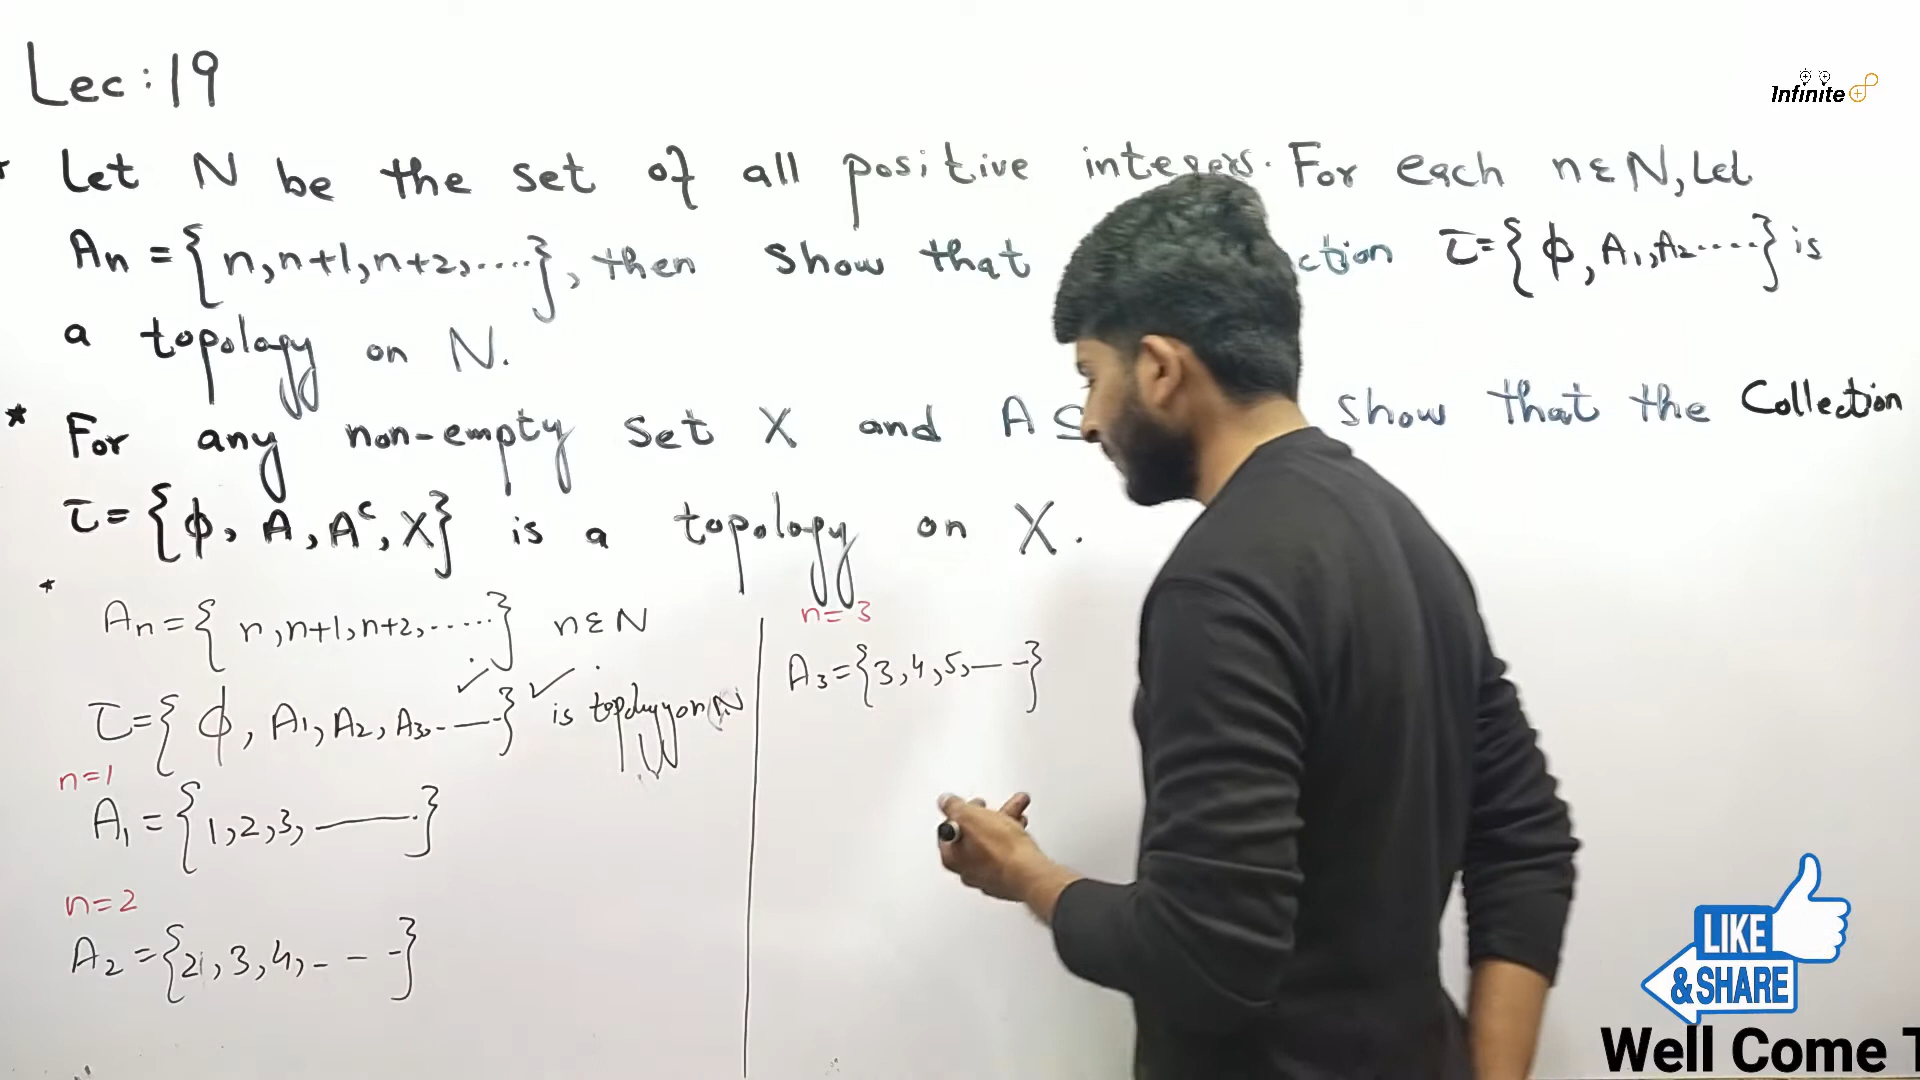 Lec:19
Infinite
Let N be the set of all positive integers. For each n∈N, Let
An = {n, n+1, n+2, ....}, then show that ction τ={ϕ, A1, A2 ....} is
a topology on N.
* For any non-empty set X and A ⊆ show that the Collection
τ={ϕ, A, Aᶜ, X} is a topology on X.
*
An={ n, n+1, n+2, .....} n∈N
τ={ ϕ, A1, A2, A3, .. —} is topology on N
n=1
A1 = {1, 2, 3, ———}
n=2
A2 = {2, 3, 4, - - -}
n=3
A3={3, 4, 5, — -}
LIKE
&SHARE
Well Come T